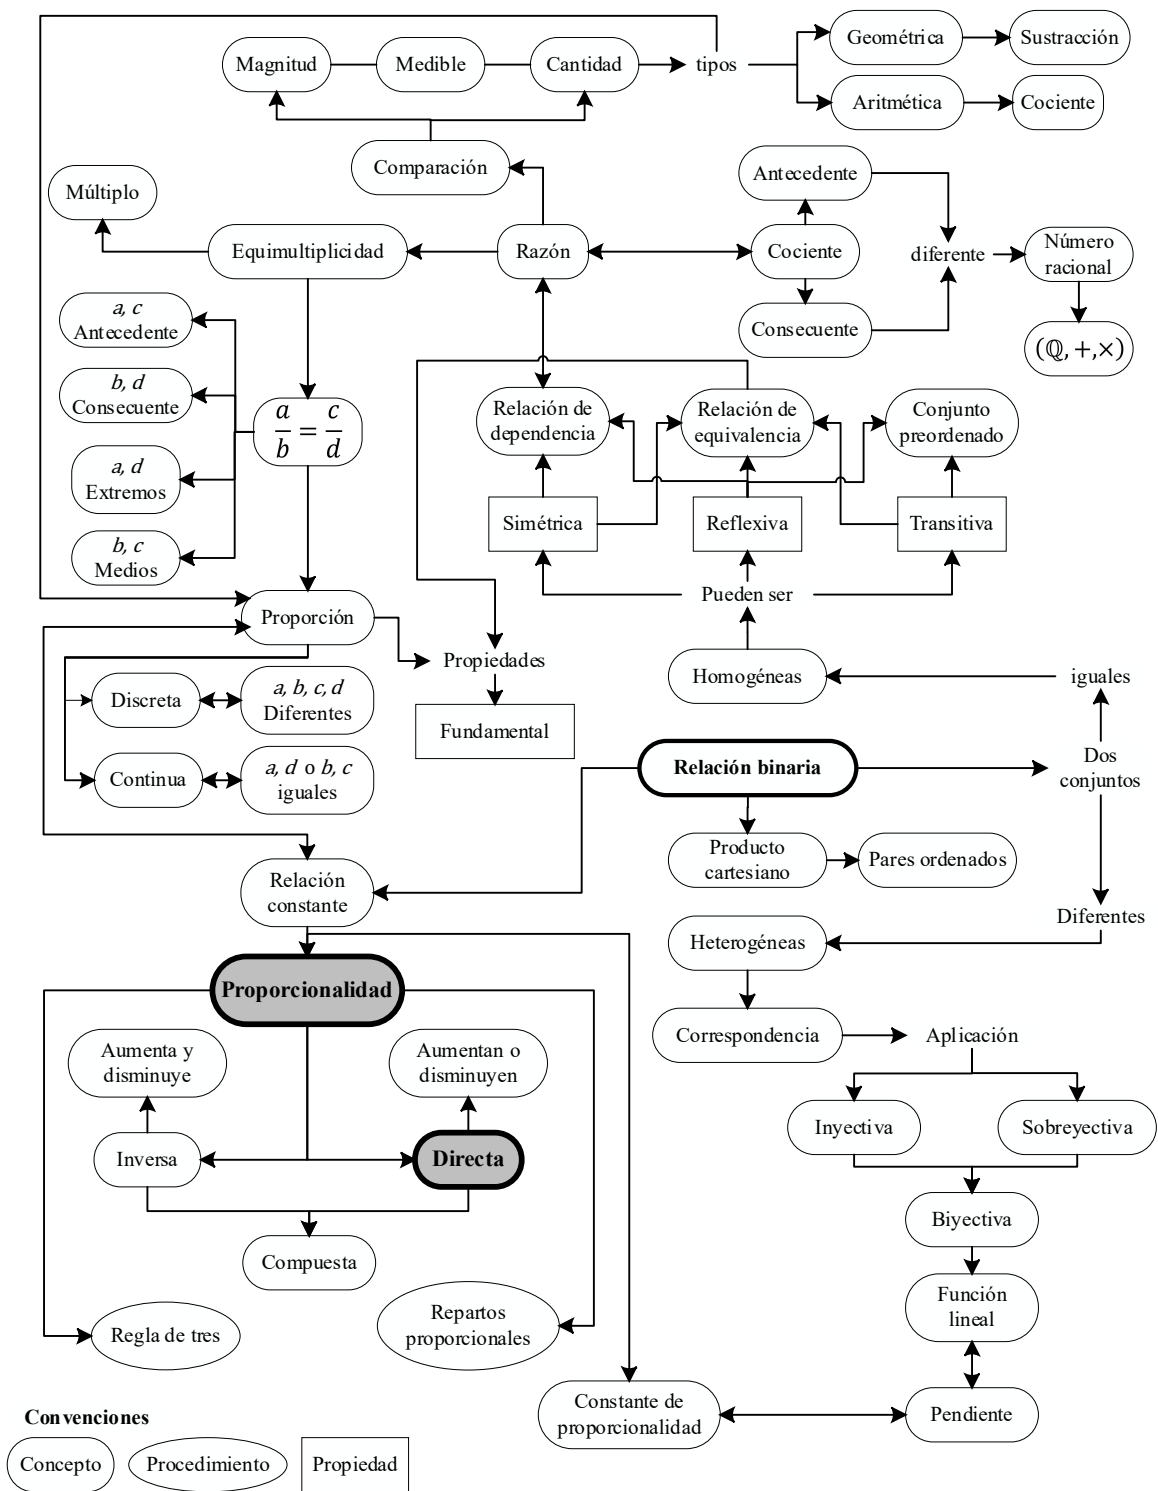 Geométrica
Sustracción
Magnitud
Medible
Cantidad
tipos
Aritmética
Cociente
Comparación
Antecedente
Múltiplo
Equimultiplicidad
Razón
Cociente
diferente
Número
racional
Consecuente
(ℚ, +,×)
a, c
Antecedente
b, d
Consecuente
a/b = c/d
a, d
Extremos
b, c
Medios
Relación de
dependencia
Relación de
equivalencia
Conjunto
preordenado
Simétrica
Reflexiva
Transitiva
Pueden ser
Proporción
Propiedades
Homogéneas
iguales
Discreta
a, b, c, d
Diferentes
Fundamental
Continua
a, d o b, c
iguales
Relación binaria
Dos
conjuntos
Producto
cartesiano
Pares ordenados
Relación
constante
Diferentes
Heterogéneas
Proporcionalidad
Correspondencia
Aplicación
Aumenta y
disminuye
Aumentan o
disminuyen
Inyectiva
Sobreyectiva
Inversa
Directa
Biyectiva
Compuesta
Función
lineal
Regla de tres
Repartos
proporcionales
Constante de
proporcionalidad
Pendiente
Convenciones
Concepto
Procedimiento
Propiedad